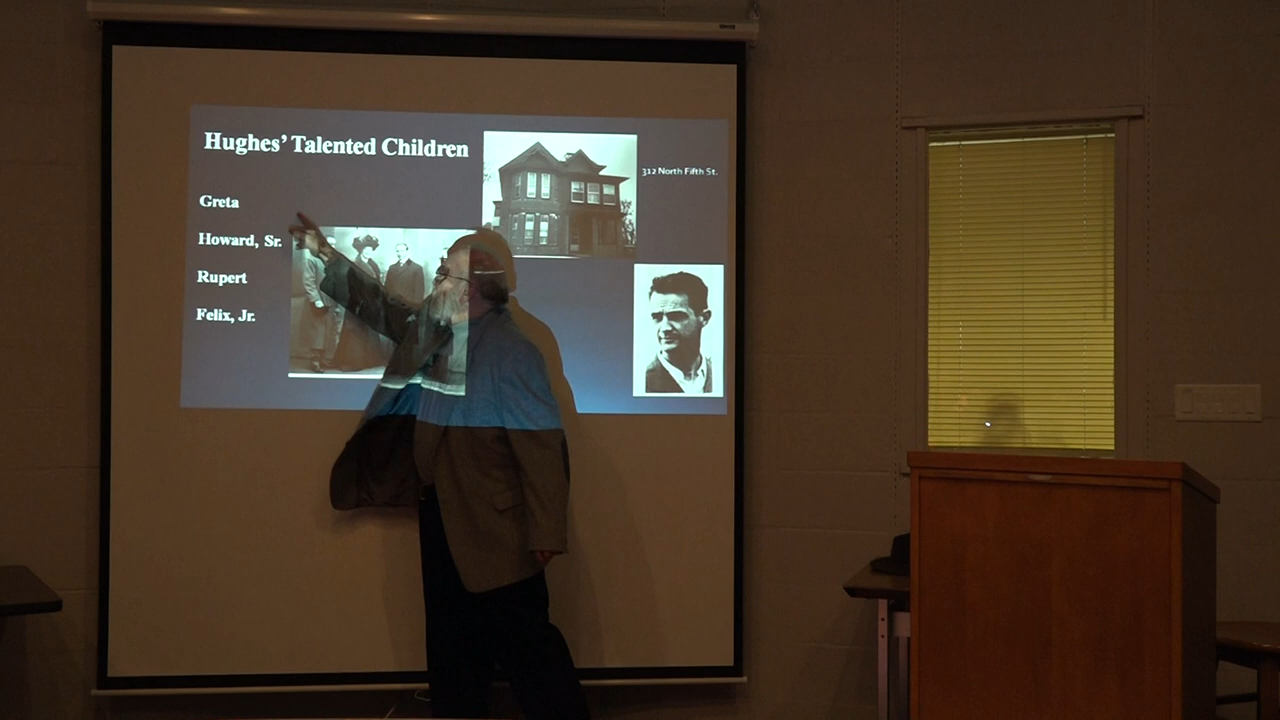 Hughes’ Talented Children
312 North Fifth St.
Greta
Howard, Sr.
Rupert
Felix, Jr.